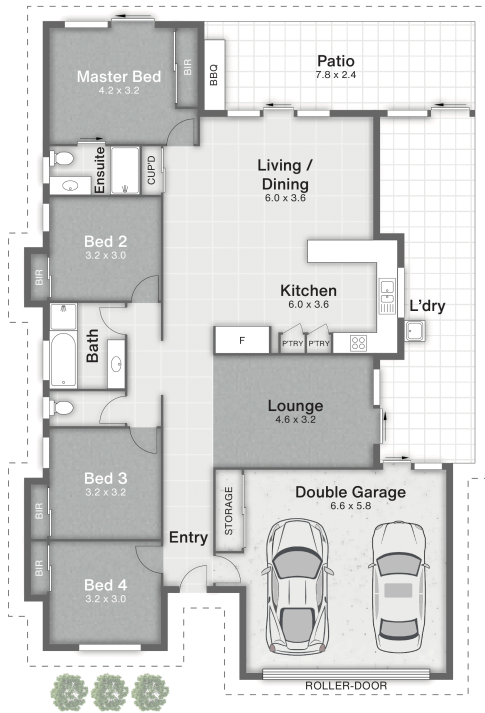 Patio
7.8 x 2.4
BBQ
Master Bed
4.2 x 3.2
BIR
Ensuite
CUP'D
Living /
Dining
6.0 x 3.6
Bed 2
3.2 x 3.0
BIR
Kitchen
6.0 x 3.6
L'dry
Bath
F
P'TRY
P'TRY
Lounge
4.6 x 3.2
Bed 3
3.2 x 3.2
BIR
STORAGE
Double Garage
6.6 x 5.8
Entry
BIR
Bed 4
3.2 x 3.0
ROLLER-DOOR